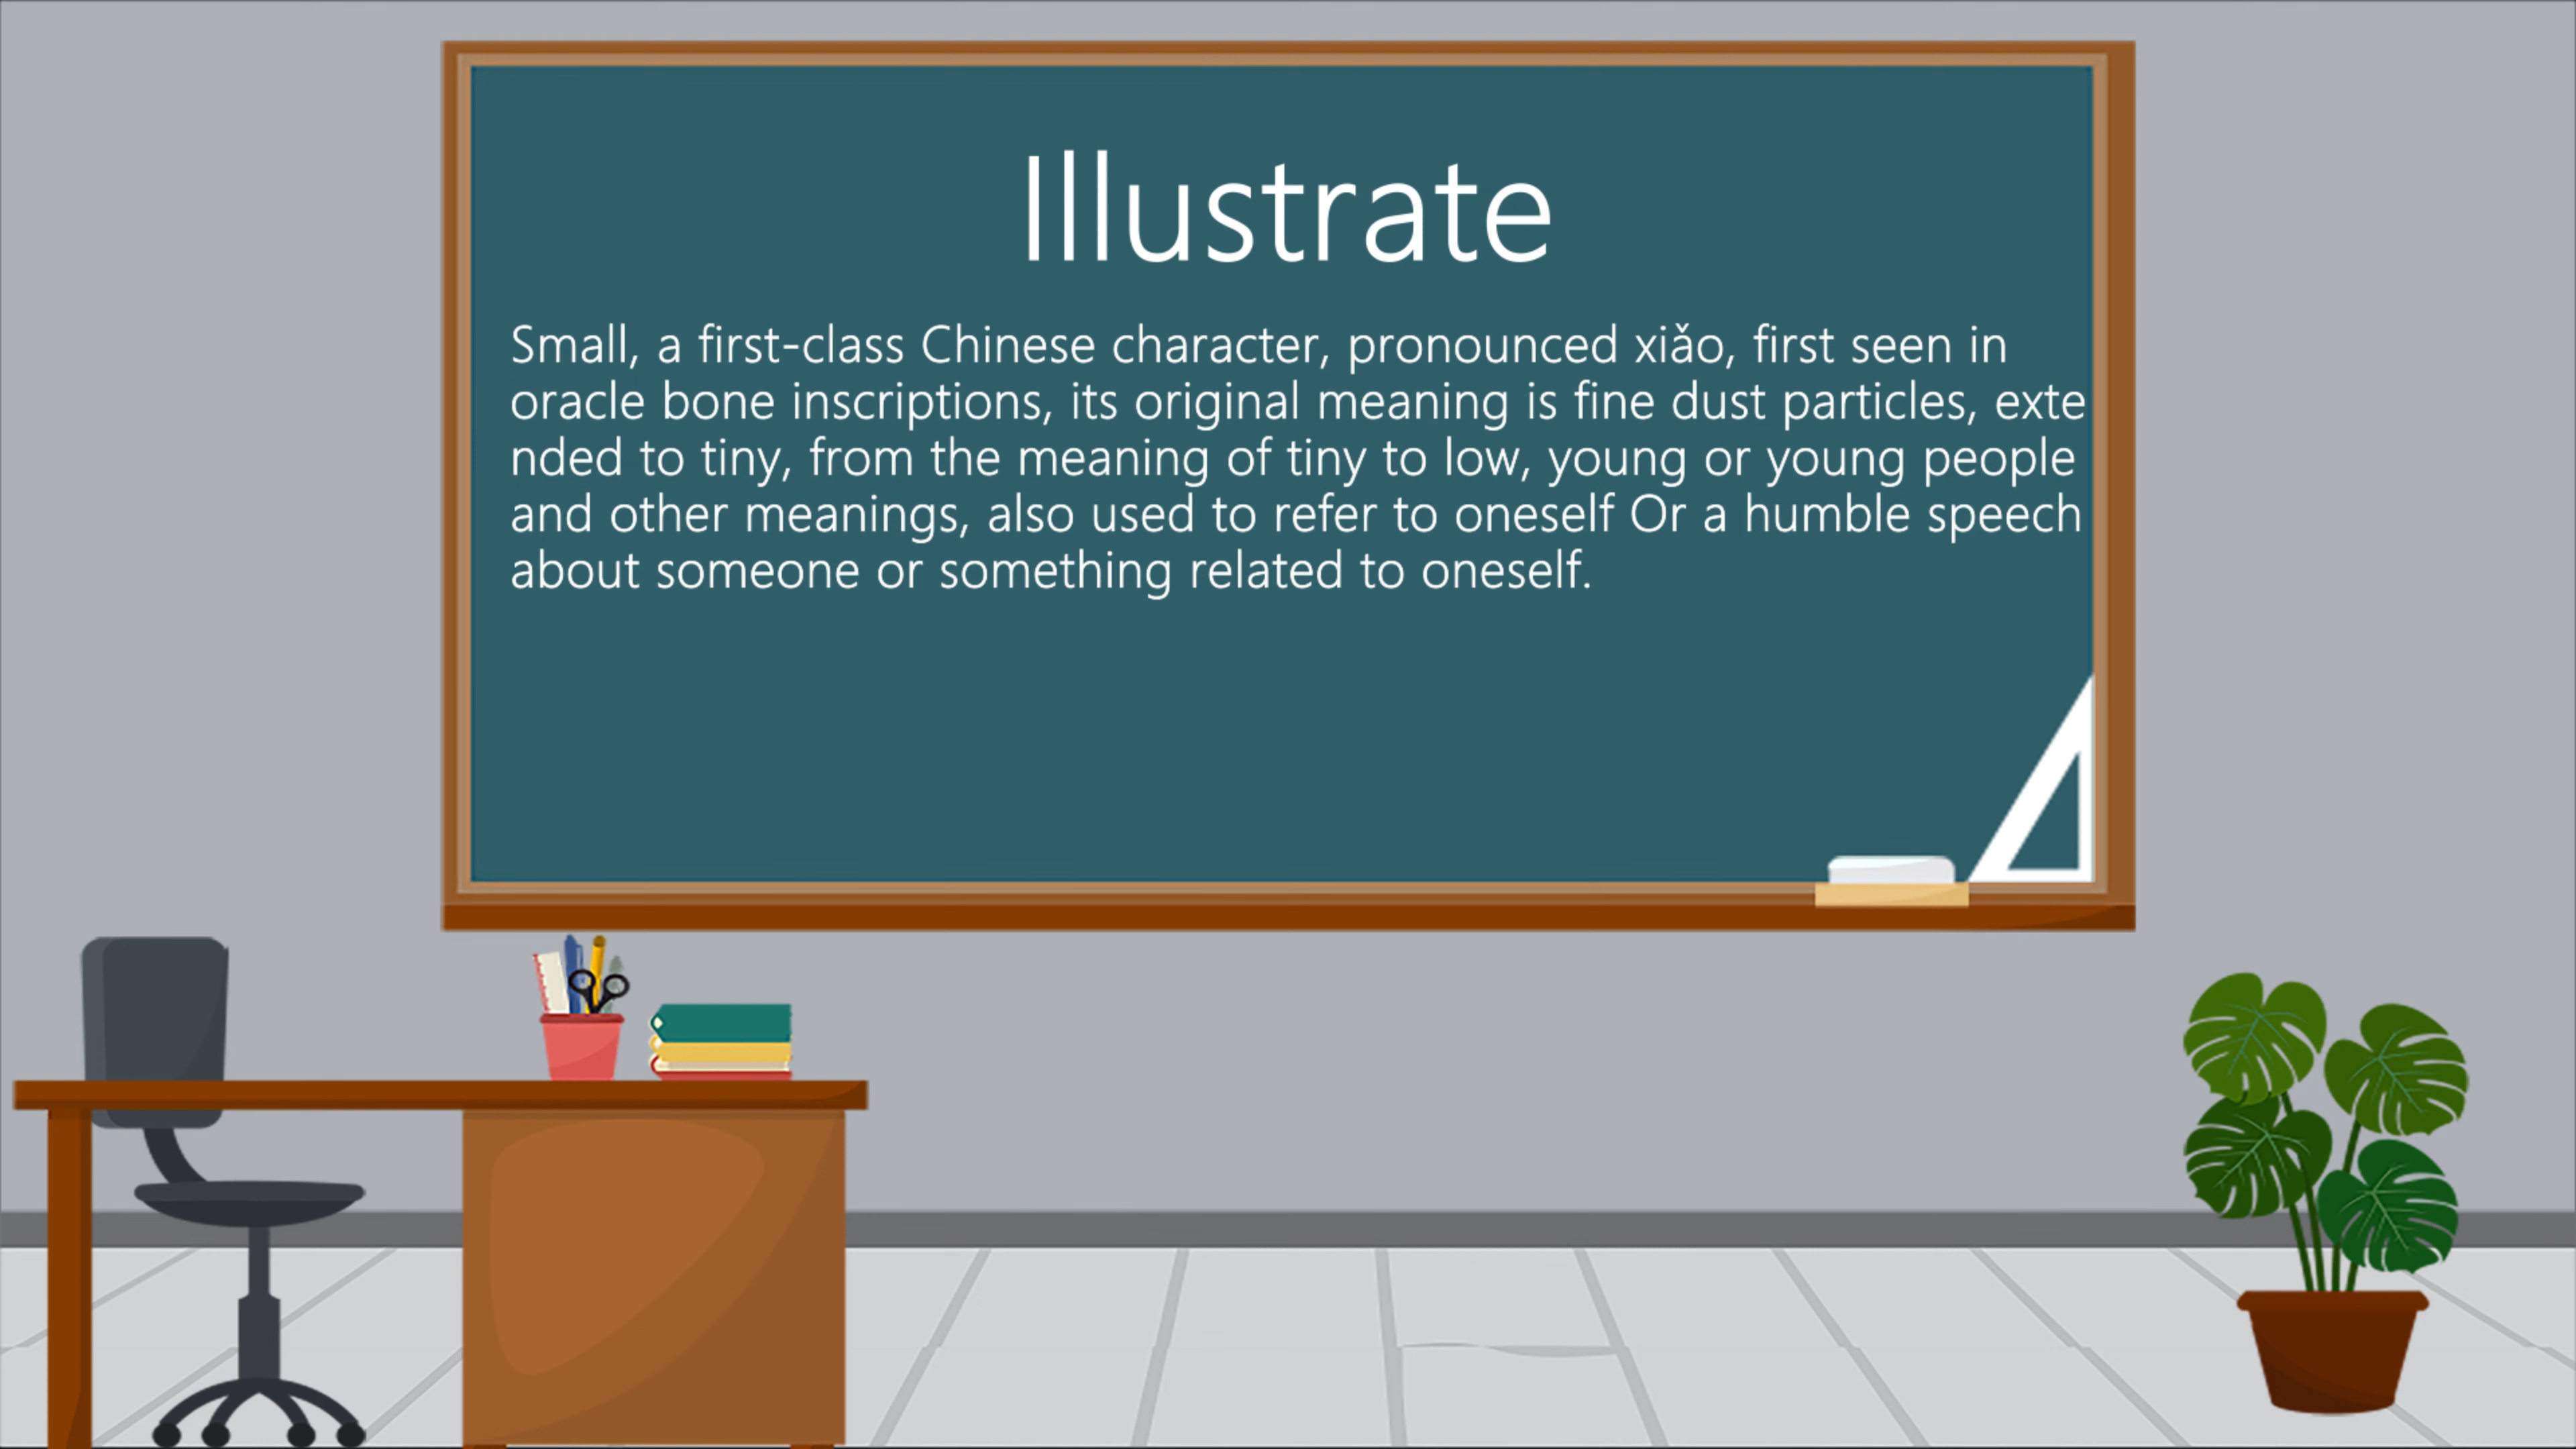 Illustrate
Small, a first-class Chinese character, pronounced xiǎo, first seen in
oracle bone inscriptions, its original meaning is fine dust particles, exte
nded to tiny, from the meaning of tiny to low, young or young people
and other meanings, also used to refer to oneself Or a humble speech
about someone or something related to oneself.